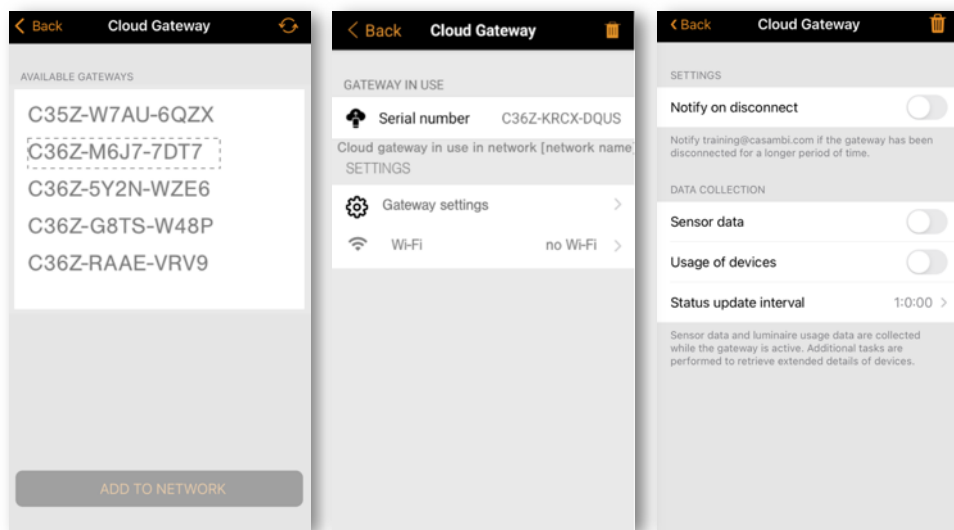 Back Cloud Gateway
AVAILABLE GATEWAYS
C35Z-W7AU-6QZX
C36Z-M6J7-7DT7
C36Z-5Y2N-WZE6
C36Z-G8TS-W48P
C36Z-RAAE-VRV9
ADD TO NETWORK
Back Cloud Gateway
GATEWAY IN USE
Serial number C36Z-KRCX-DQUS
Cloud gateway in use in network [network name]
SETTINGS
Gateway settings
Wi-Fi no Wi-Fi
Back Cloud Gateway
SETTINGS
Notify on disconnect
Notify training@casambi.com if the gateway has been
disconnected for a longer period of time.
DATA COLLECTION
Sensor data
Usage of devices
Status update interval 1:0:00
Sensor data and luminaire usage data are collected
while the gateway is active. Additional tasks are
performed to retrieve extended details of devices.